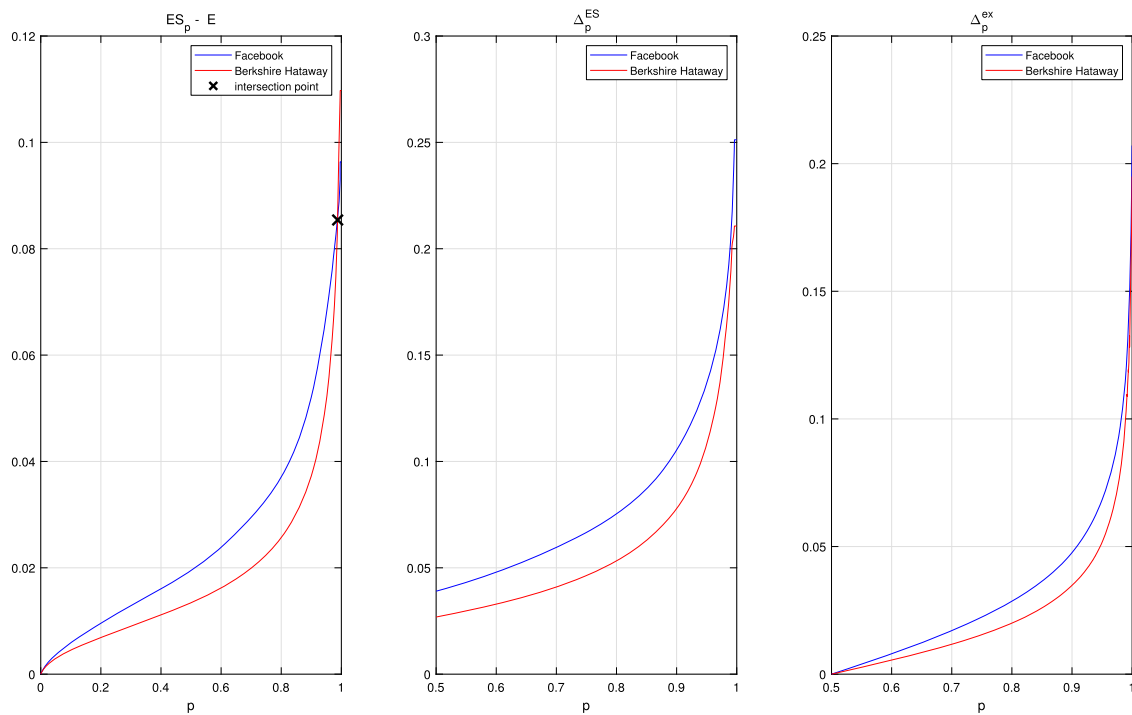 ES_p - E
Facebook
Berkshire Hataway
intersection point
0.12
0.1
0.08
0.06
0.04
0.02
0
0 0.2 0.4 0.6 0.8 1
p
Δ_p^ES
Facebook
Berkshire Hataway
0.3
0.25
0.2
0.15
0.1
0.05
0
0.5 0.6 0.7 0.8 0.9 1
p
Δ_p^ex
Facebook
Berkshire Hataway
0.25
0.2
0.15
0.1
0.05
0
0.5 0.6 0.7 0.8 0.9 1
p